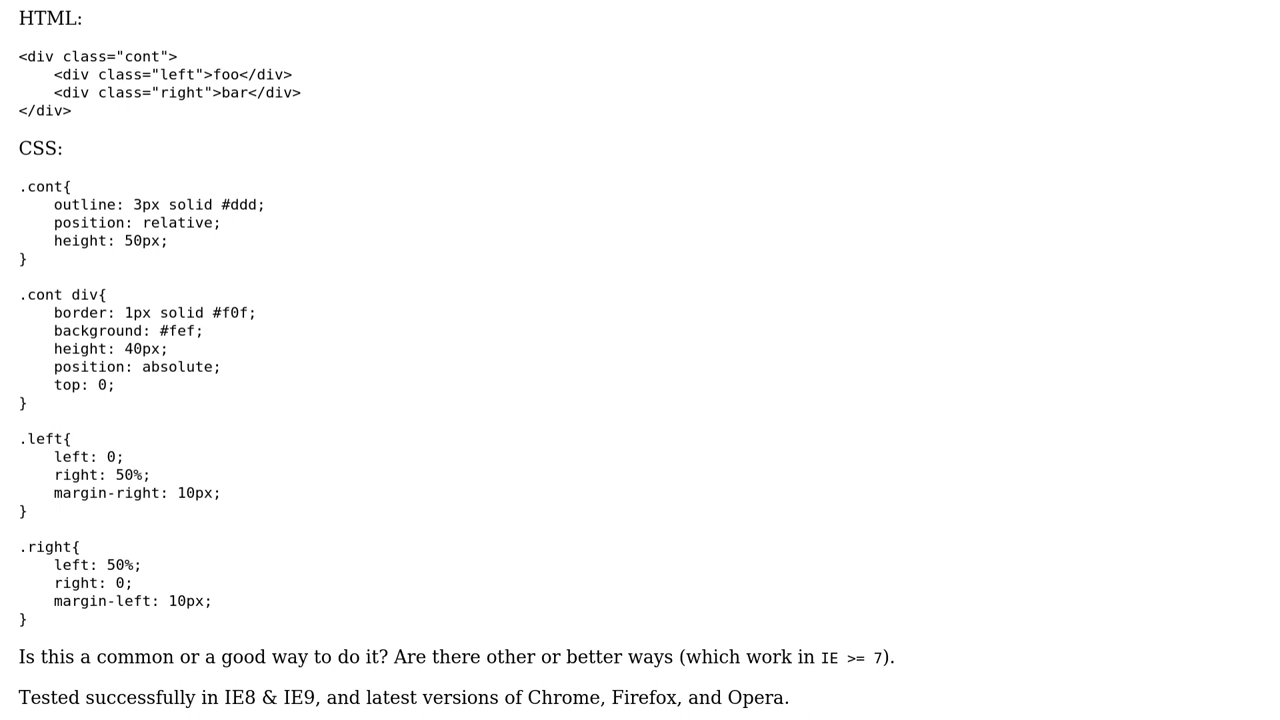 HTML:
<div class="cont">
    <div class="left">foo</div>
    <div class="right">bar</div>
</div>
CSS:
.cont{
    outline: 3px solid #ddd;
    position: relative;
    height: 50px;
}
.cont div{
    border: 1px solid #f0f;
    background: #fef;
    height: 40px;
    position: absolute;
    top: 0;
}
.left{
    left: 0;
    right: 50%;
    margin-right: 10px;
}
.right{
    left: 50%;
    right: 0;
    margin-left: 10px;
}
Is this a common or a good way to do it? Are there other or better ways (which work in IE >= 7).
Tested successfully in IE8 & IE9, and latest versions of Chrome, Firefox, and Opera.